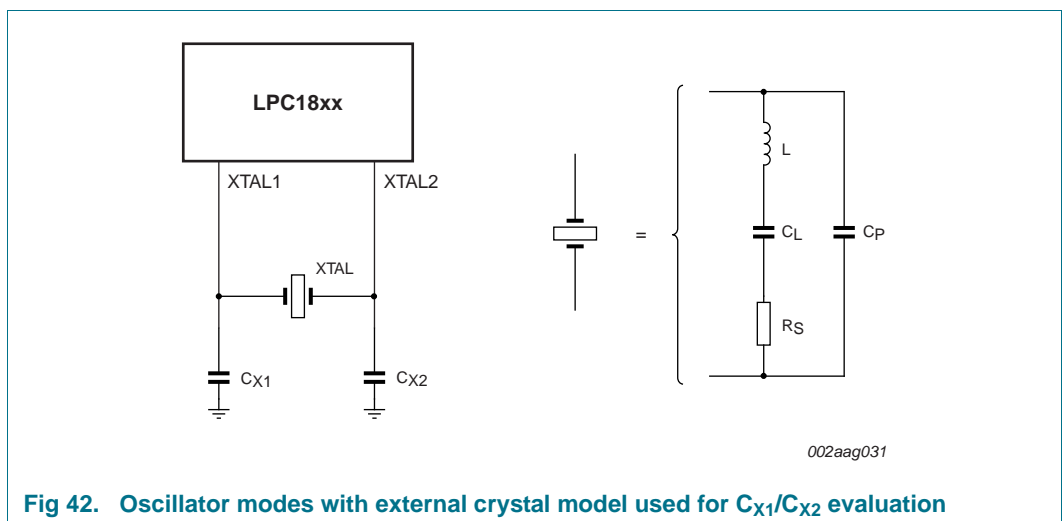 LPC18xx
XTAL1
XTAL2
XTAL
CX1
CX2
=
L
CL
CP
RS
002aag031
Fig 42. Oscillator modes with external crystal model used for CX1/CX2 evaluation